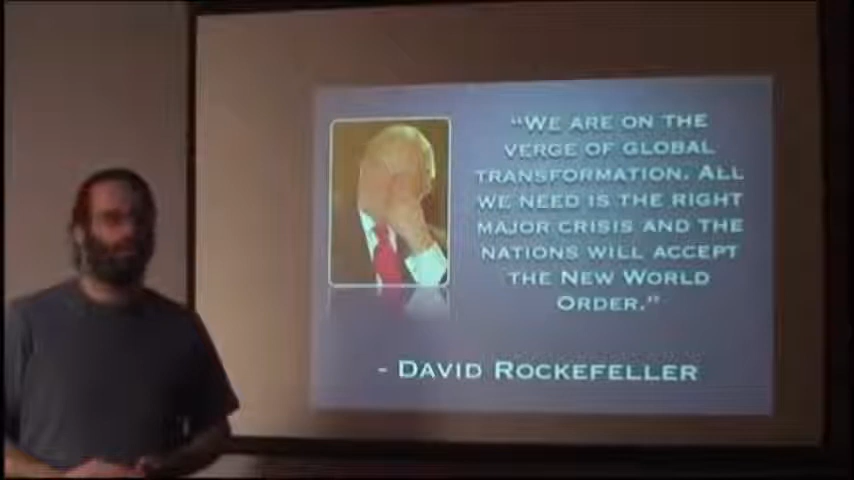 “WE ARE ON THE
VERGE OF GLOBAL
TRANSFORMATION. ALL
WE NEED IS THE RIGHT
MAJOR CRISIS AND THE
NATIONS WILL ACCEPT
THE NEW WORLD
ORDER.”
- DAVID ROCKEFELLER